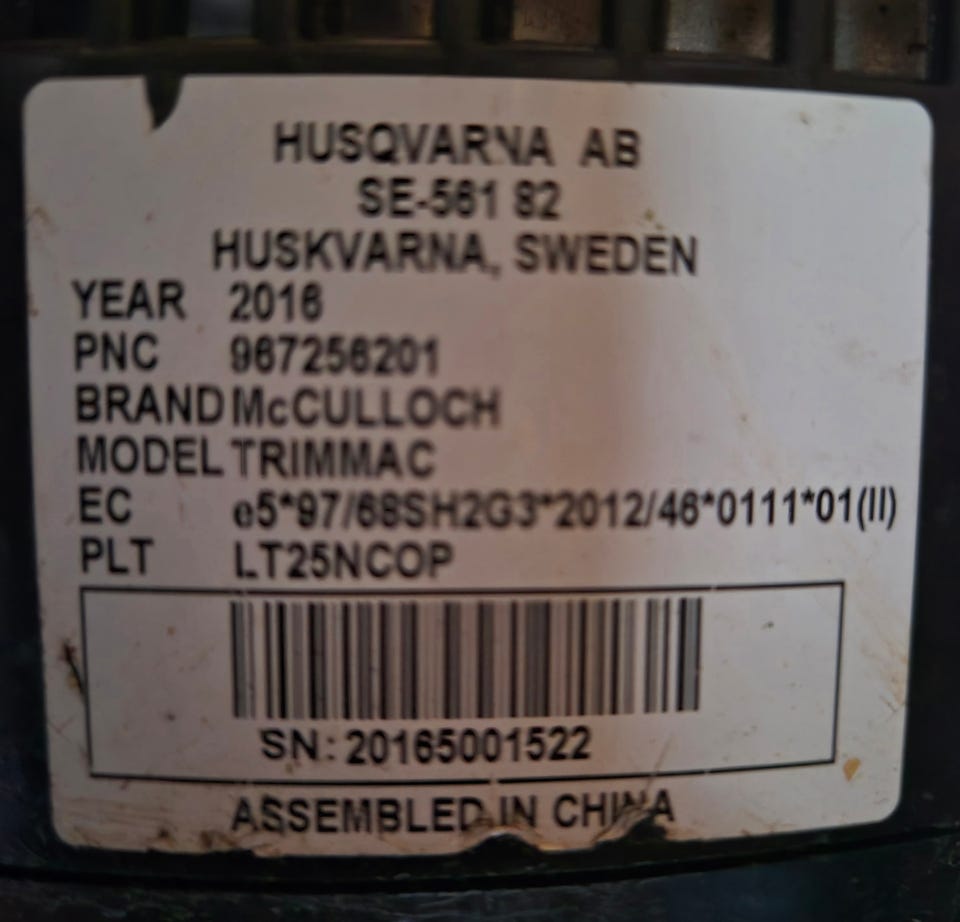 HUSQVARNA AB
SE-561 82
HUSKVARNA, SWEDEN
YEAR 2016
PNC 967256201
BRAND McCULLOCH
MODEL TRIMMAC
EC e5*97/68SH2G3*2012/46*0111*01(II)
PLT LT25NCOP
SN: 20165001522
ASSEMBLED IN CHINA